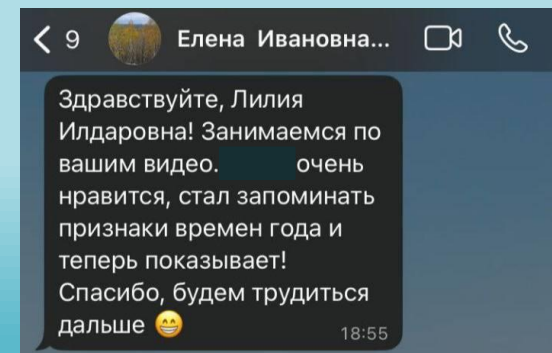 9 Елена Ивановна...
Здравствуйте, Лилия
Илдаровна! Занимаемся по
вашим видео. очень
нравится, стал запоминать
признаки времен года и
теперь показывает!
Спасибо, будем трудиться
дальше 😁
18:55